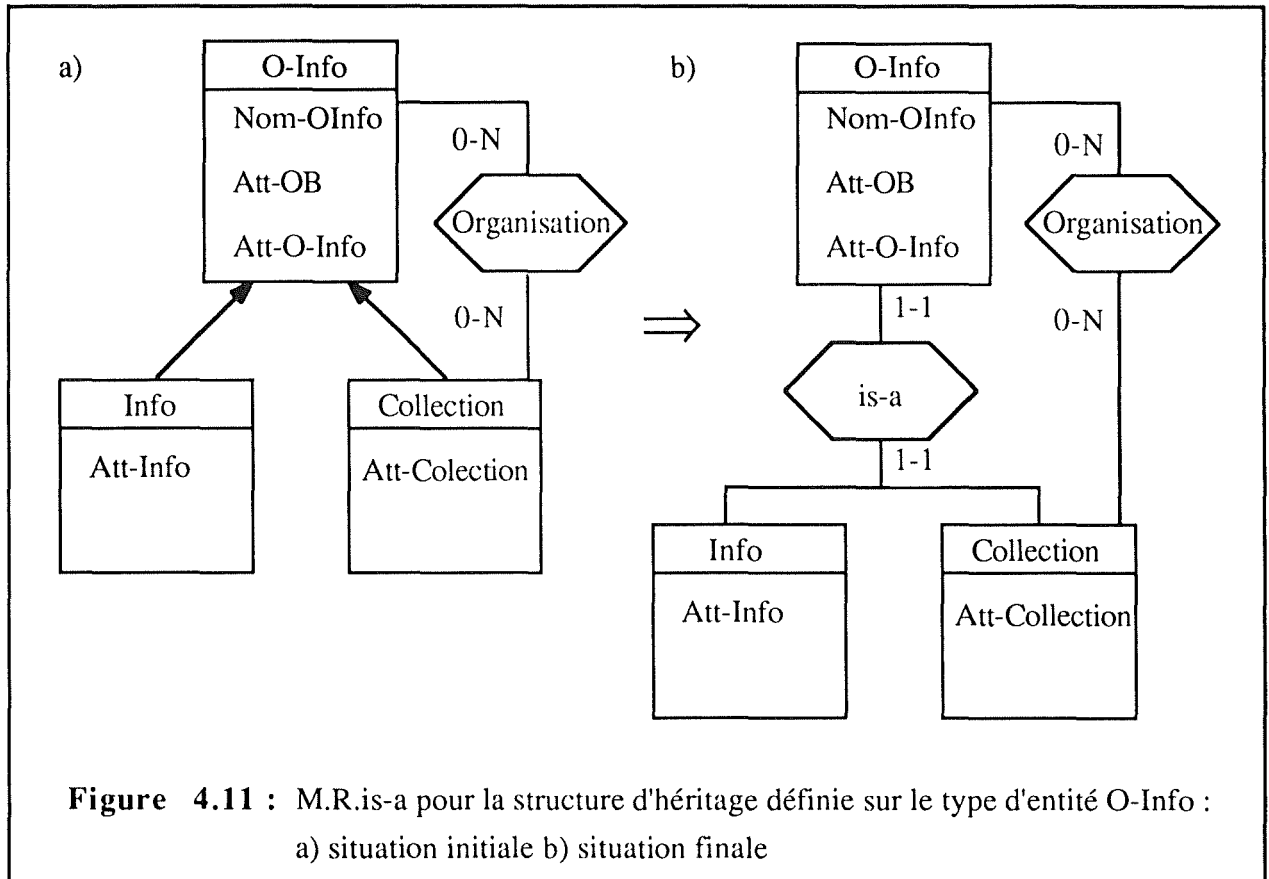 a)
O-Info
Nom-OInfo
Att-OB
Att-O-Info
0-N
Organisation
0-N
Info
Att-Info
Collection
Att-Colection
b)
O-Info
Nom-OInfo
Att-OB
Att-O-Info
0-N
Organisation
0-N
1-1
is-a
1-1
Info
Att-Info
Collection
Att-Collection
Figure 4.11 : M.R.is-a pour la structure d'héritage définie sur le type d'entité O-Info :
a) situation initiale b) situation finale